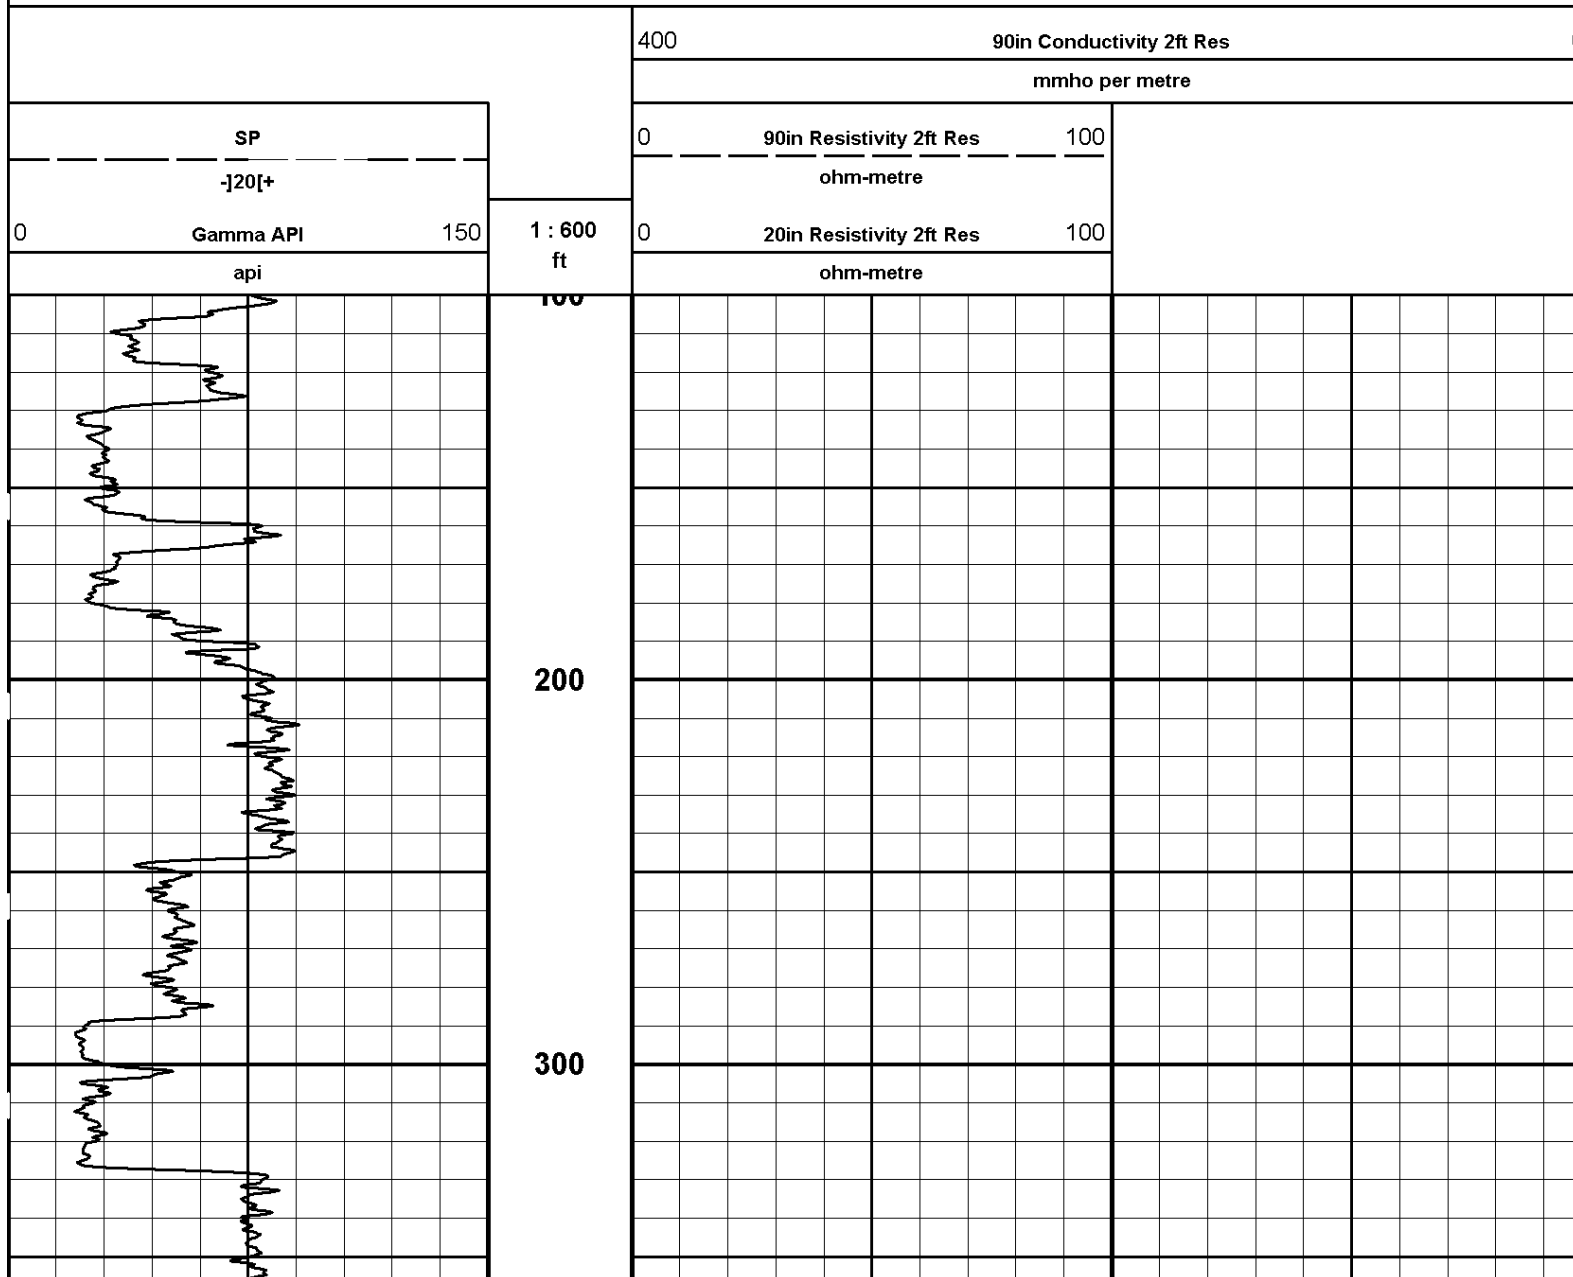 400 90in Conductivity 2ft Res
mmho per metre
SP
-]20[+
0 Gamma API 150
api
1 : 600
ft
0 90in Resistivity 2ft Res 100
ohm-metre
0 20in Resistivity 2ft Res 100
ohm-metre
100
200
300